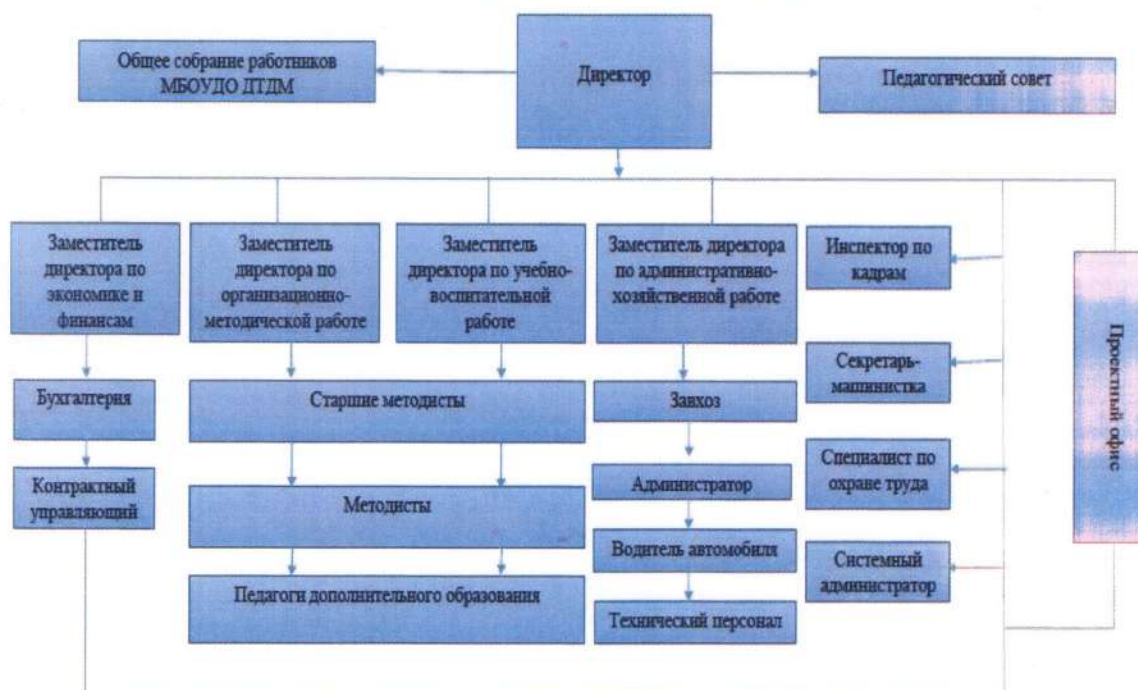 Общее собрание работников
МБОУДО ДТДМ
Директор
Педагогический совет
Заместитель
директора по
экономике и
финансам
Заместитель
директора по
организационно-
методической работе
Заместитель
директора по учебно-
воспитательной
работе
Заместитель директора
по административно-
хозяйственной работе
Инспектор по
кадрам
Проектный офис
Секретарь-
машинистка
Бухгалтерия
Старшие методисты
Завхоз
Специалист по
охране труда
Контрактный
управляющий
Методисты
Администратор
Водитель автомобиля
Системный
администратор
Педагоги дополнительного образования
Технический персонал